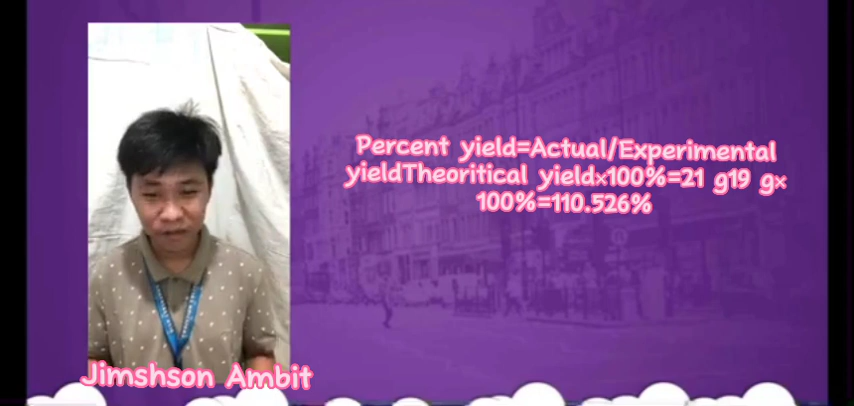 Percent yield=Actual/Experimental
yieldTheoritical yield×100%=21 g19 g×
100%=110.526%
Jimshson Ambit